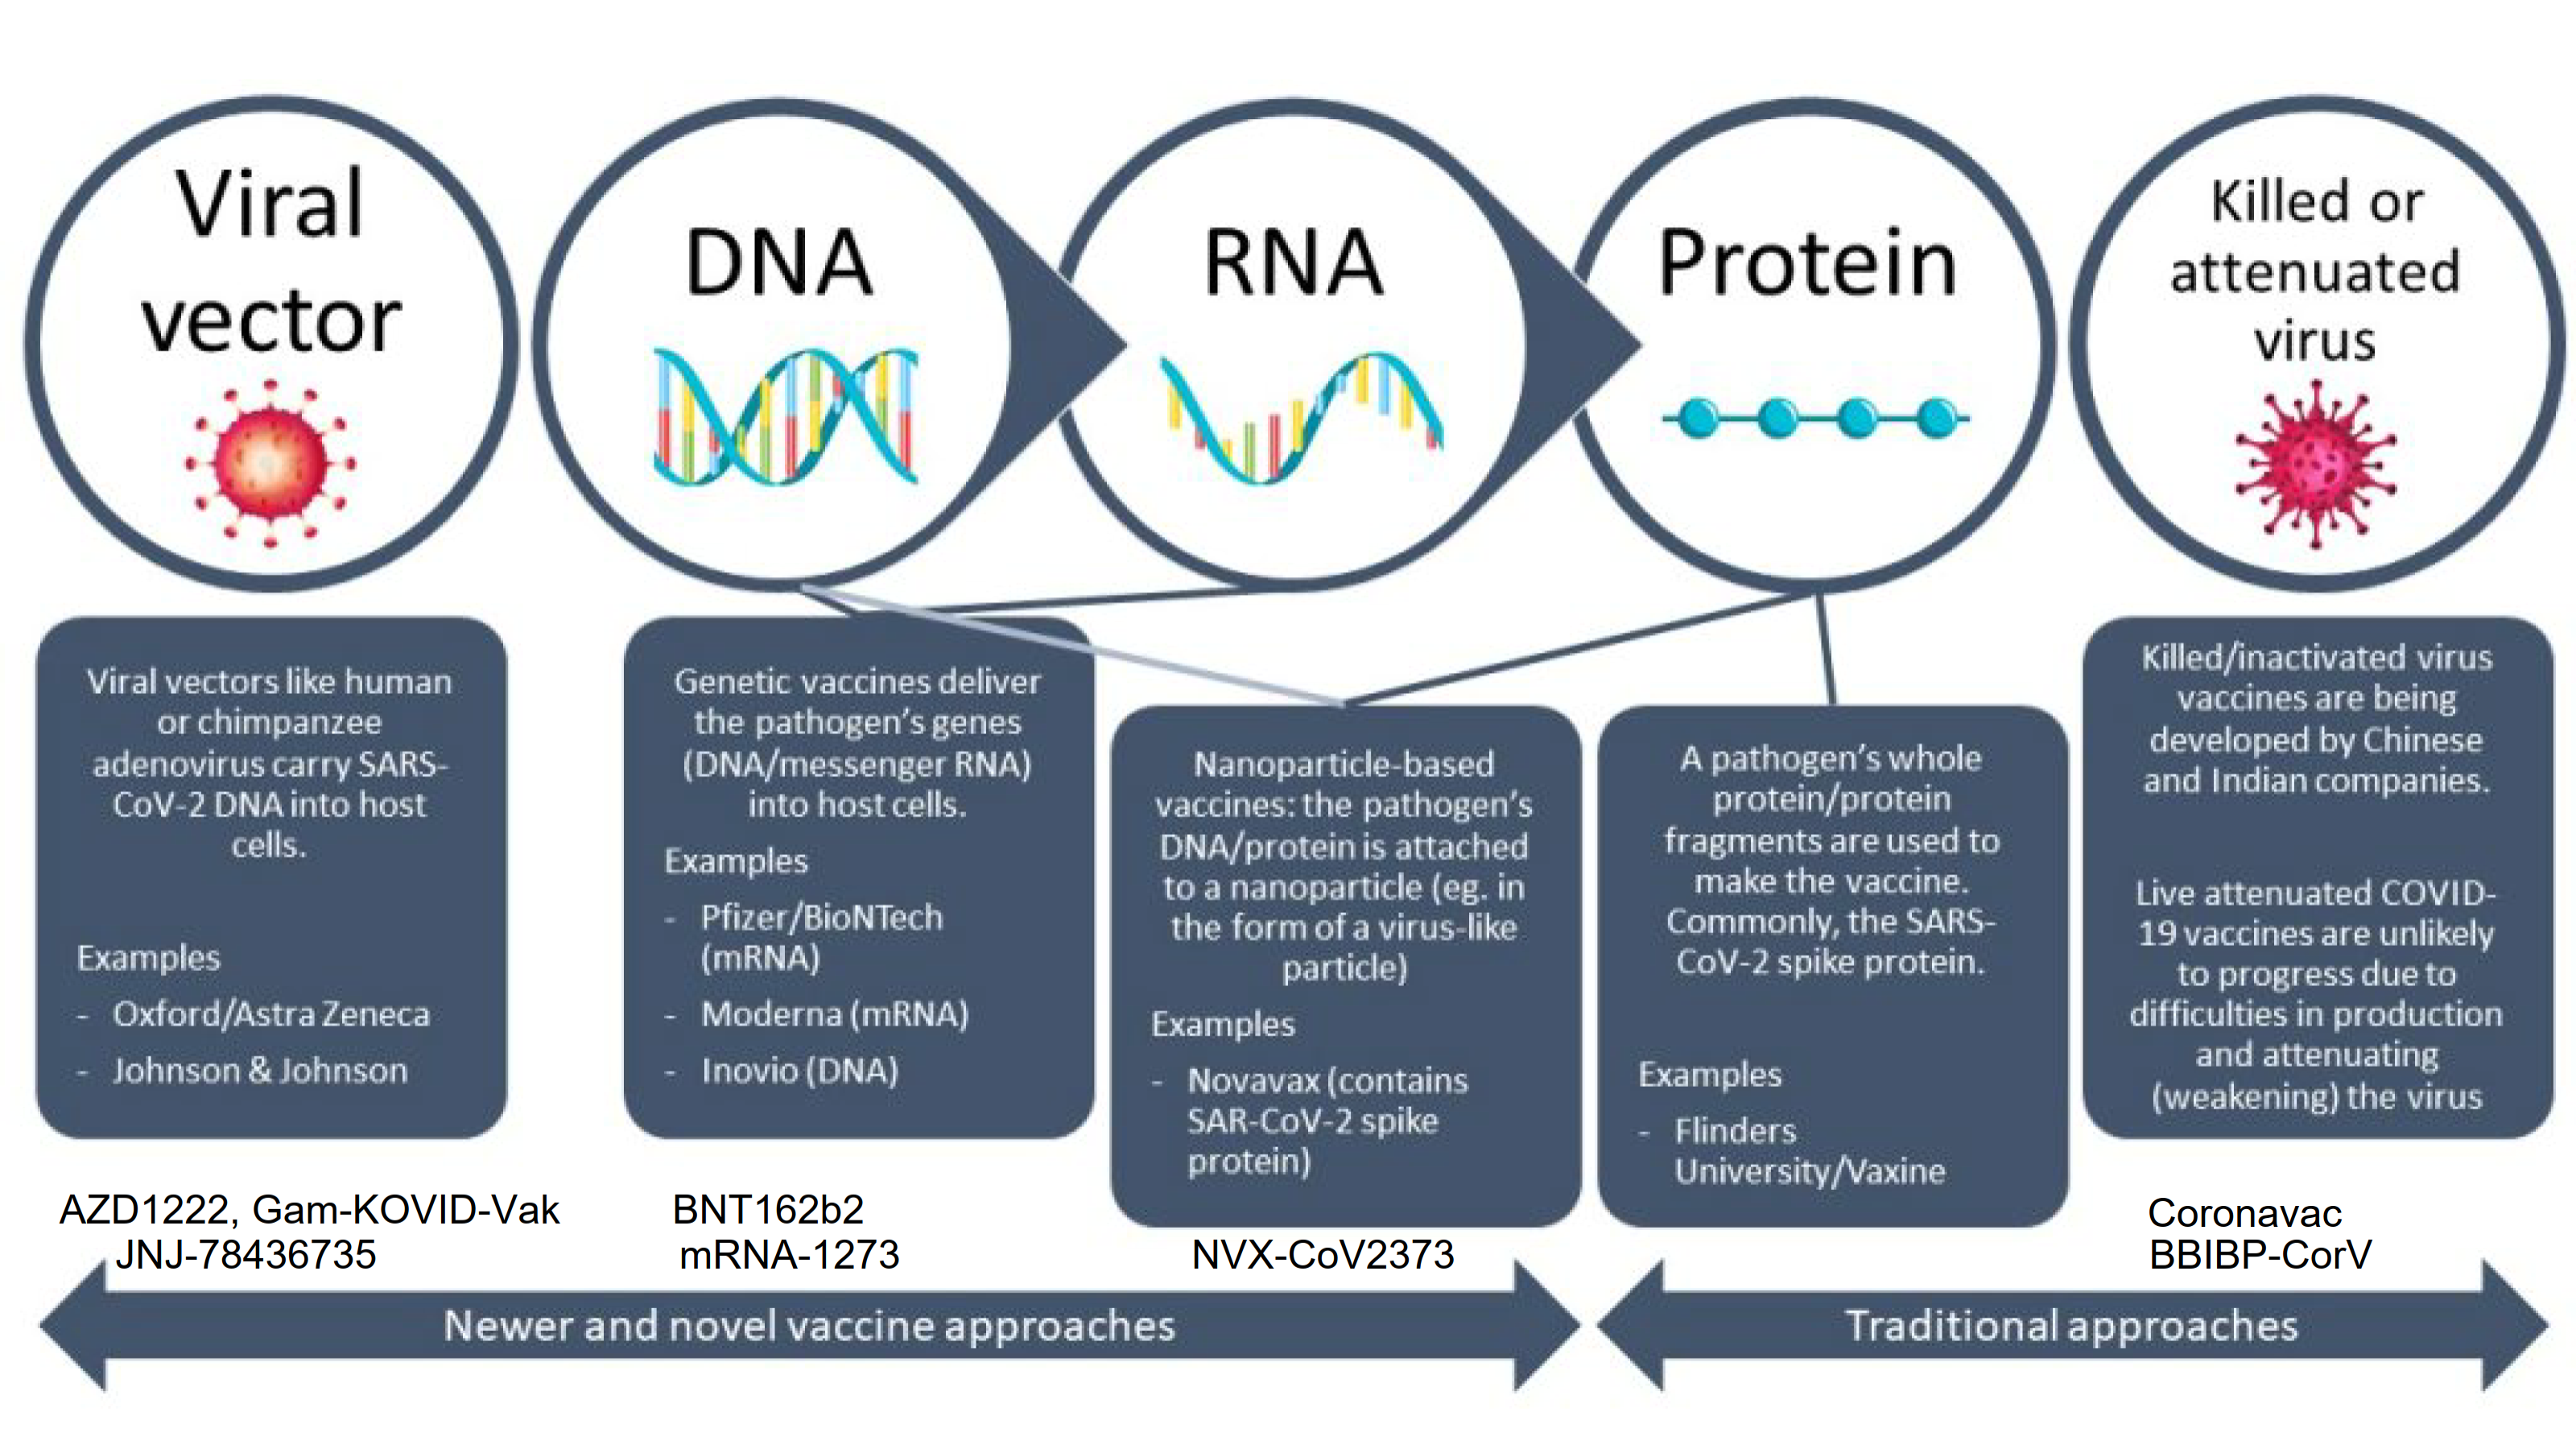 Viral
vector
DNA
RNA
Protein
Killed or
attenuated
virus
Viral vectors like human
or chimpanzee
adenovirus carry SARS-
CoV-2 DNA into host
cells.
Examples
- Oxford/Astra Zeneca
- Johnson & Johnson
Genetic vaccines deliver
the pathogen's genes
(DNA/messenger RNA)
into host cells.
Examples
- Pfizer/BioNTech
(mRNA)
- Moderna (mRNA)
- Inovio (DNA)
Nanoparticle-based
vaccines: the pathogen's
DNA/protein is attached
to a nanoparticle (eg. in
the form of a virus-like
particle)
Examples
- Novavax (contains
SAR-CoV-2 spike
protein)
A pathogen's whole
protein/protein
fragments are used to
make the vaccine.
Commonly, the SARS-
CoV-2 spike protein.
Examples
- Flinders
University/Vaxine
Killed/inactivated virus
vaccines are being
developed by Chinese
and Indian companies.
Live attenuated COVID-
19 vaccines are unlikely
to progress due to
difficulties in production
and attenuating
(weakening) the virus
AZD1222, Gam-KOVID-Vak
JNJ-78436735
BNT162b2
mRNA-1273
NVX-CoV2373
Coronavac
BBIBP-CorV
Newer and novel vaccine approaches
Traditional approaches